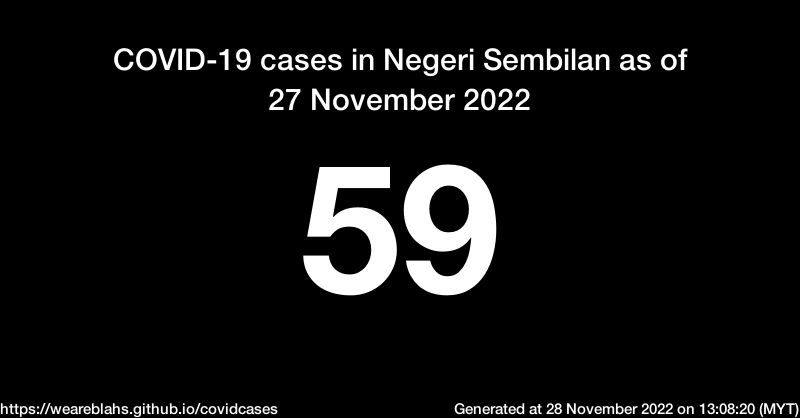 COVID-19 cases in Negeri Sembilan as of
27 November 2022
59
https://weareblahs.github.io/covidcases
Generated at 28 November 2022 on 13:08:20 (MYT)